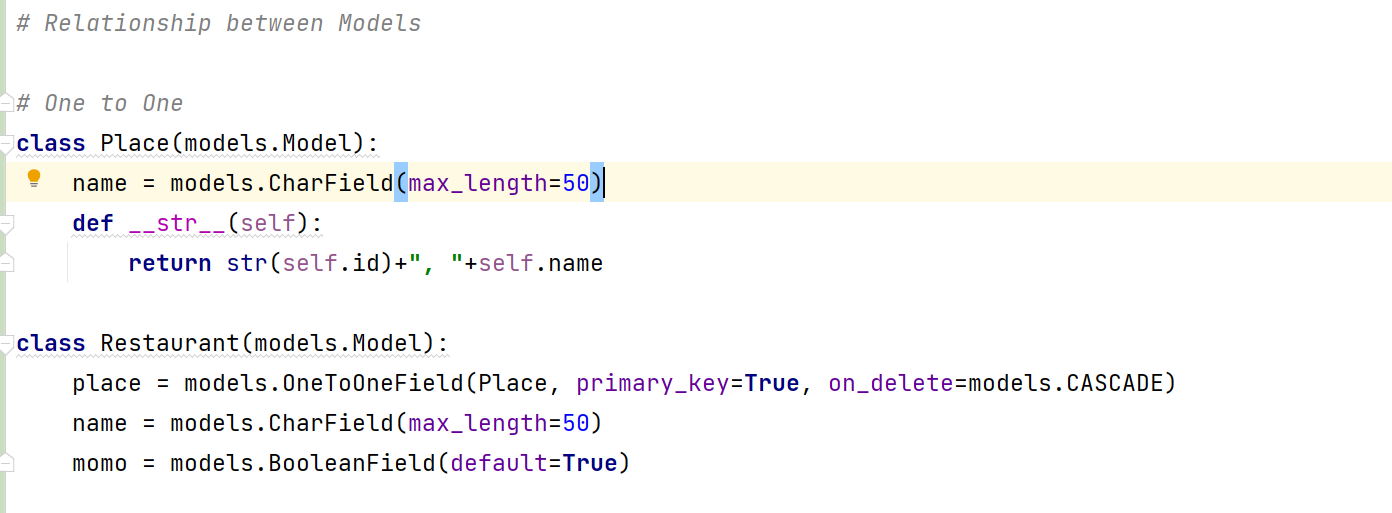 # Relationship between Models
# One to One
class Place(models.Model):
    name = models.CharField(max_length=50)
    def __str__(self):
        return str(self.id)+", "+self.name
class Restaurant(models.Model):
    place = models.OneToOneField(Place, primary_key=True, on_delete=models.CASCADE)
    name = models.CharField(max_length=50)
    momo = models.BooleanField(default=True)